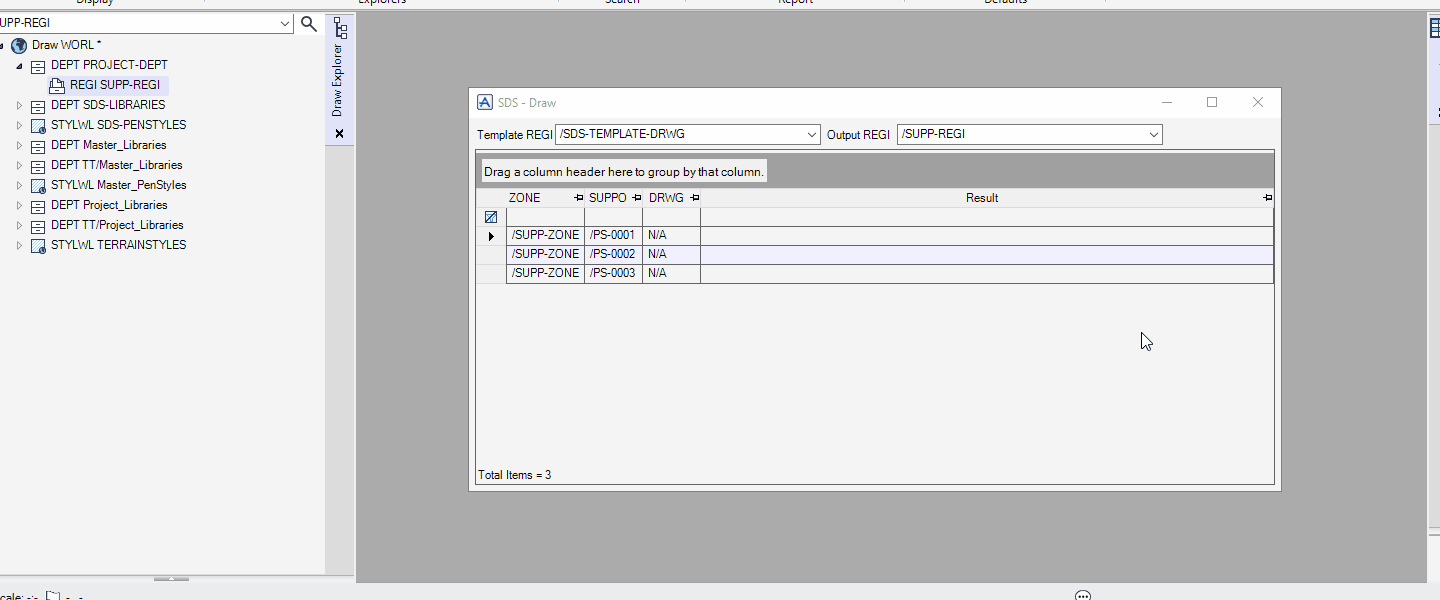 Display
Explorers
Search
Report
Defaults
UPP-REGI
Draw WORL *
DEPT PROJECT-DEPT
REGI SUPP-REGI
DEPT SDS-LIBRARIES
STYLWL SDS-PENSTYLES
DEPT Master_Libraries
DEPT TT/Master_Libraries
STYLWL Master_PenStyles
DEPT Project_Libraries
DEPT TT/Project_Libraries
STYLWL TERRAINSTYLES
Draw Explorer
SDS - Draw
Template REGI /SDS-TEMPLATE-DRWG Output REGI /SUPP-REGI
Drag a column header here to group by that column.
ZONE SUPPO DRWG Result
/SUPP-ZONE /PS-0001 N/A
/SUPP-ZONE /PS-0002 N/A
/SUPP-ZONE /PS-0003 N/A
Total Items = 3
cale: -:-